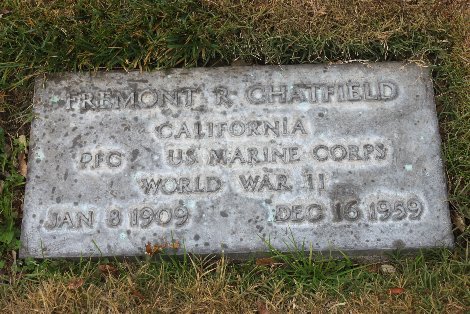 FREMONT R CHATFIELD
CALIFORNIA
PFC US MARINE CORPS
WORLD WAR II
JAN 8 1909 DEC 16 1959